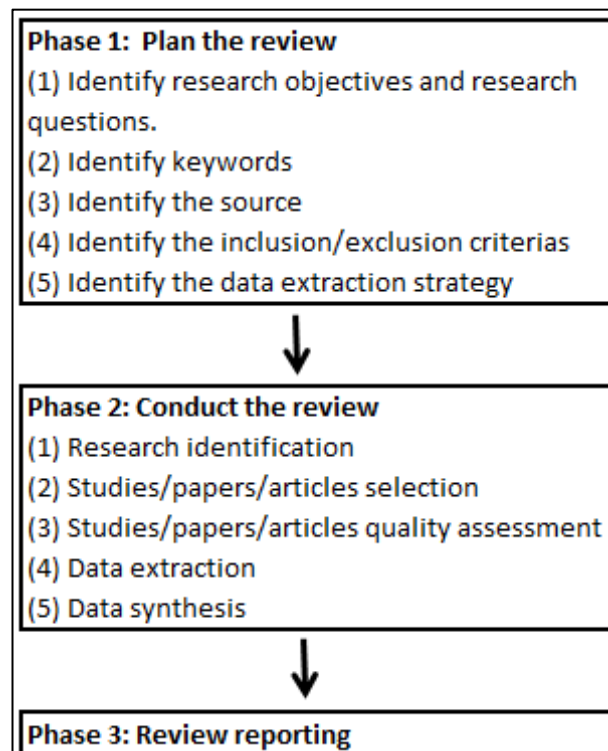 Phase 1:  Plan the review
(1) Identify research objectives and research
questions.
(2) Identify keywords
(3) Identify the source
(4) Identify the inclusion/exclusion criterias
(5) Identify the data extraction strategy
Phase 2: Conduct the review
(1) Research identification
(2) Studies/papers/articles selection
(3) Studies/papers/articles quality assessment
(4) Data extraction
(5) Data synthesis
Phase 3: Review reporting